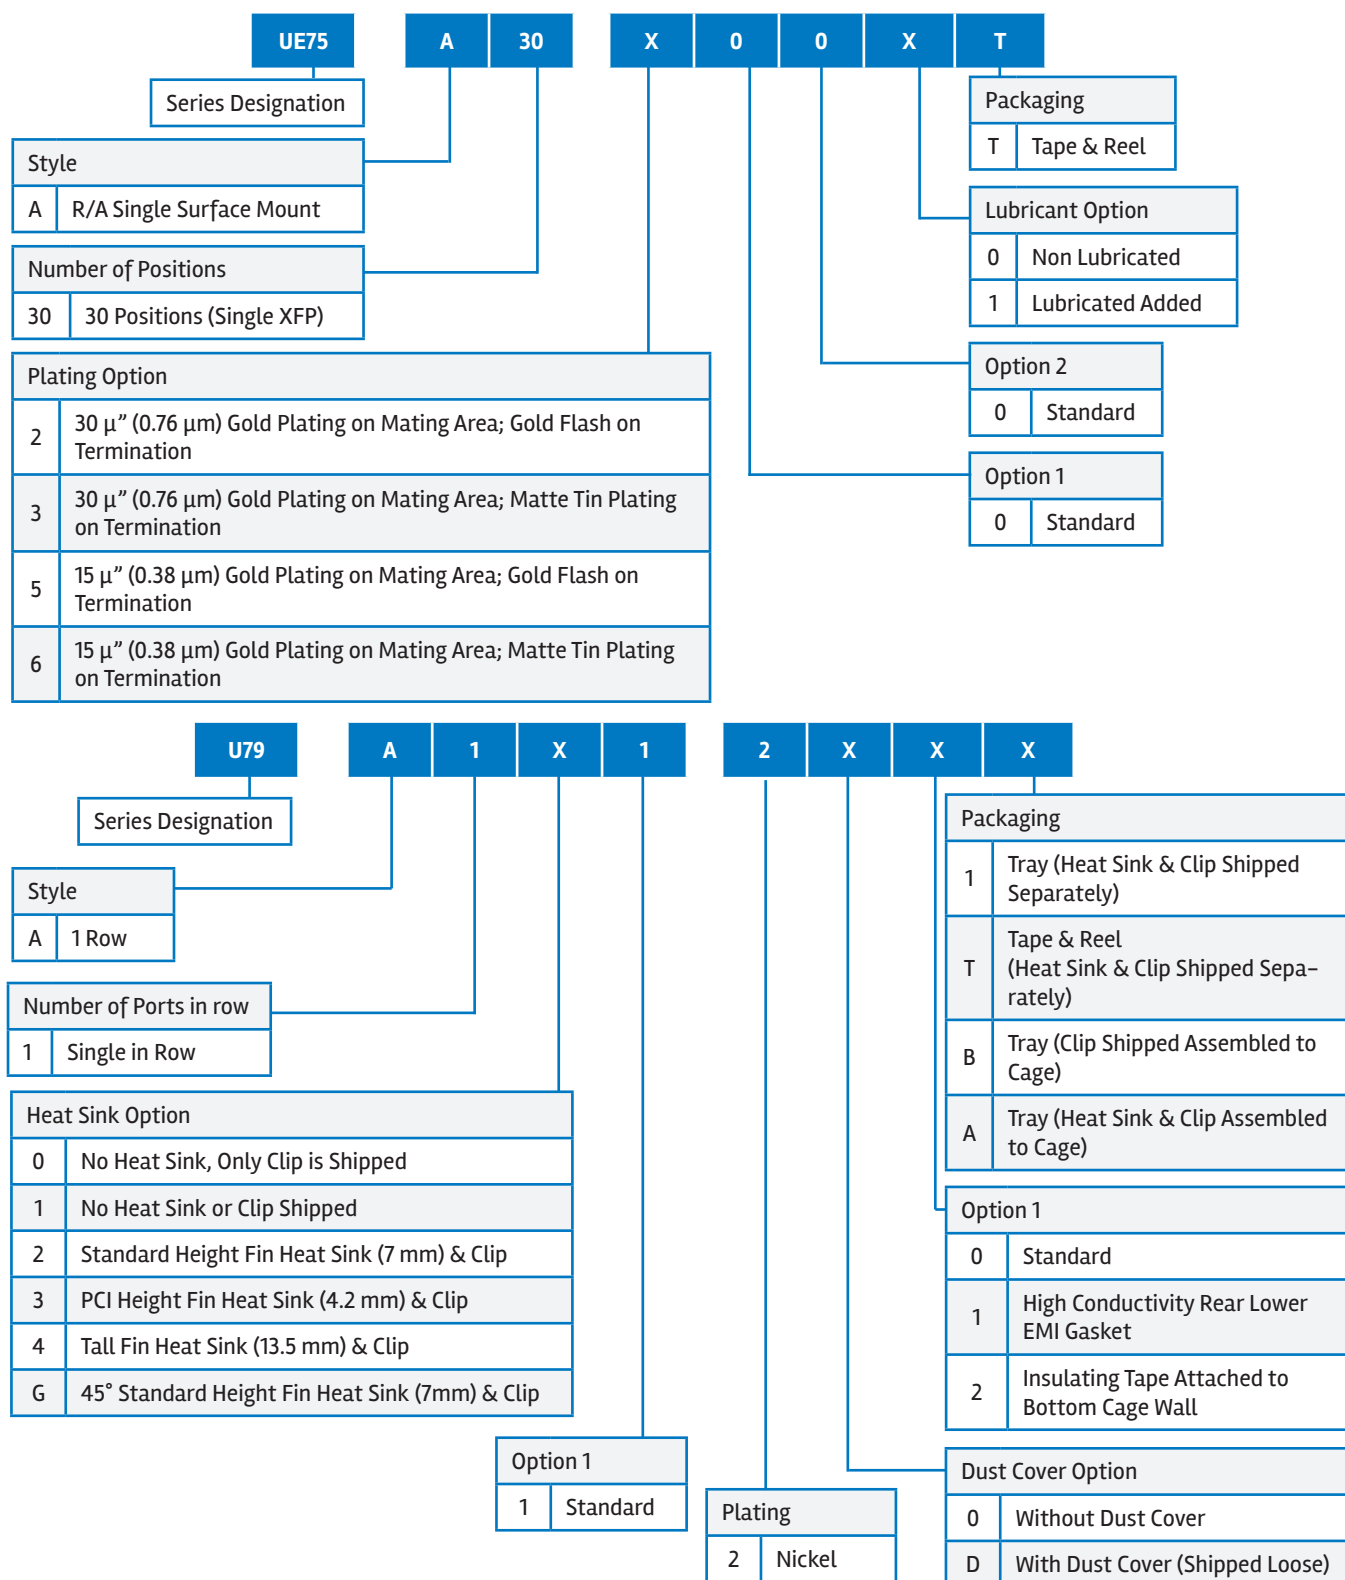 UE75 A 30 X 0 0 X T
Series Designation
Style
A R/A Single Surface Mount
Number of Positions
30 30 Positions (Single XFP)
Plating Option
2 30 µ” (0.76 µm) Gold Plating on Mating Area; Gold Flash on
Termination
3 30 µ” (0.76 µm) Gold Plating on Mating Area; Matte Tin Plating
on Termination
5 15 µ” (0.38 µm) Gold Plating on Mating Area; Gold Flash on
Termination
6 15 µ” (0.38 µm) Gold Plating on Mating Area; Matte Tin Plating
on Termination
Packaging
T Tape & Reel
Lubricant Option
0 Non Lubricated
1 Lubricated Added
Option 2
0 Standard
Option 1
0 Standard
U79 A 1 X 1 2 X X X
Series Designation
Style
A 1 Row
Number of Ports in row
1 Single in Row
Heat Sink Option
0 No Heat Sink, Only Clip is Shipped
1 No Heat Sink or Clip Shipped
2 Standard Height Fin Heat Sink (7 mm) & Clip
3 PCI Height Fin Heat Sink (4.2 mm) & Clip
4 Tall Fin Heat Sink (13.5 mm) & Clip
G 45° Standard Height Fin Heat Sink (7mm) & Clip
Option 1
1 Standard
Plating
2 Nickel
Packaging
1 Tray (Heat Sink & Clip Shipped
Separately)
T Tape & Reel
(Heat Sink & Clip Shipped Sepa-
rately)
B Tray (Clip Shipped Assembled to
Cage)
A Tray (Heat Sink & Clip Assembled
to Cage)
Option 1
0 Standard
1 High Conductivity Rear Lower
EMI Gasket
2 Insulating Tape Attached to
Bottom Cage Wall
Dust Cover Option
0 Without Dust Cover
D With Dust Cover (Shipped Loose)